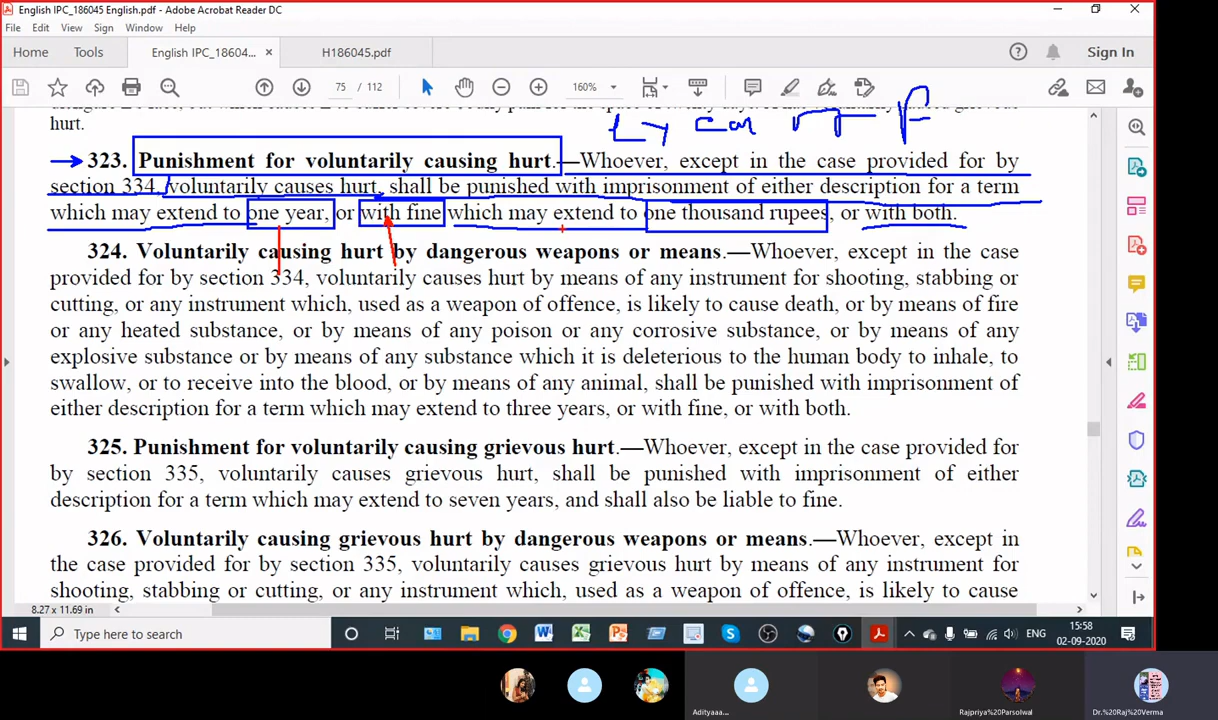 English IPC_186045 English.pdf - Adobe Acrobat Reader DC
File Edit View Sign Window Help
Home Tools English IPC_18604... × H186045.pdf Sign In
75 / 112 160%
hurt.
323. Punishment for voluntarily causing hurt.—Whoever, except in the case provided for by
section 334, voluntarily causes hurt, shall be punished with imprisonment of either description for a term
which may extend to one year, or with fine which may extend to one thousand rupees, or with both.
324. Voluntarily causing hurt by dangerous weapons or means.—Whoever, except in the case
provided for by section 334, voluntarily causes hurt by means of any instrument for shooting, stabbing or
cutting, or any instrument which, used as a weapon of offence, is likely to cause death, or by means of fire
or any heated substance, or by means of any poison or any corrosive substance, or by means of any
explosive substance or by means of any substance which it is deleterious to the human body to inhale, to
swallow, or to receive into the blood, or by means of any animal, shall be punished with imprisonment of
either description for a term which may extend to three years, or with fine, or with both.
325. Punishment for voluntarily causing grievous hurt.—Whoever, except in the case provided for
by section 335, voluntarily causes grievous hurt, shall be punished with imprisonment of either
description for a term which may extend to seven years, and shall also be liable to fine.
326. Voluntarily causing grievous hurt by dangerous weapons or means.—Whoever, except in
the case provided for by section 335, voluntarily causes grievous hurt by means of any instrument for
shooting, stabbing or cutting, or any instrument which, used as a weapon of offence, is likely to cause
8.27 x 11.69 in
Type here to search ENG 15:58
02-09-2020
Adityaaa... Rajpriya%20Parsolwal Dr.%20Raj%20Verma